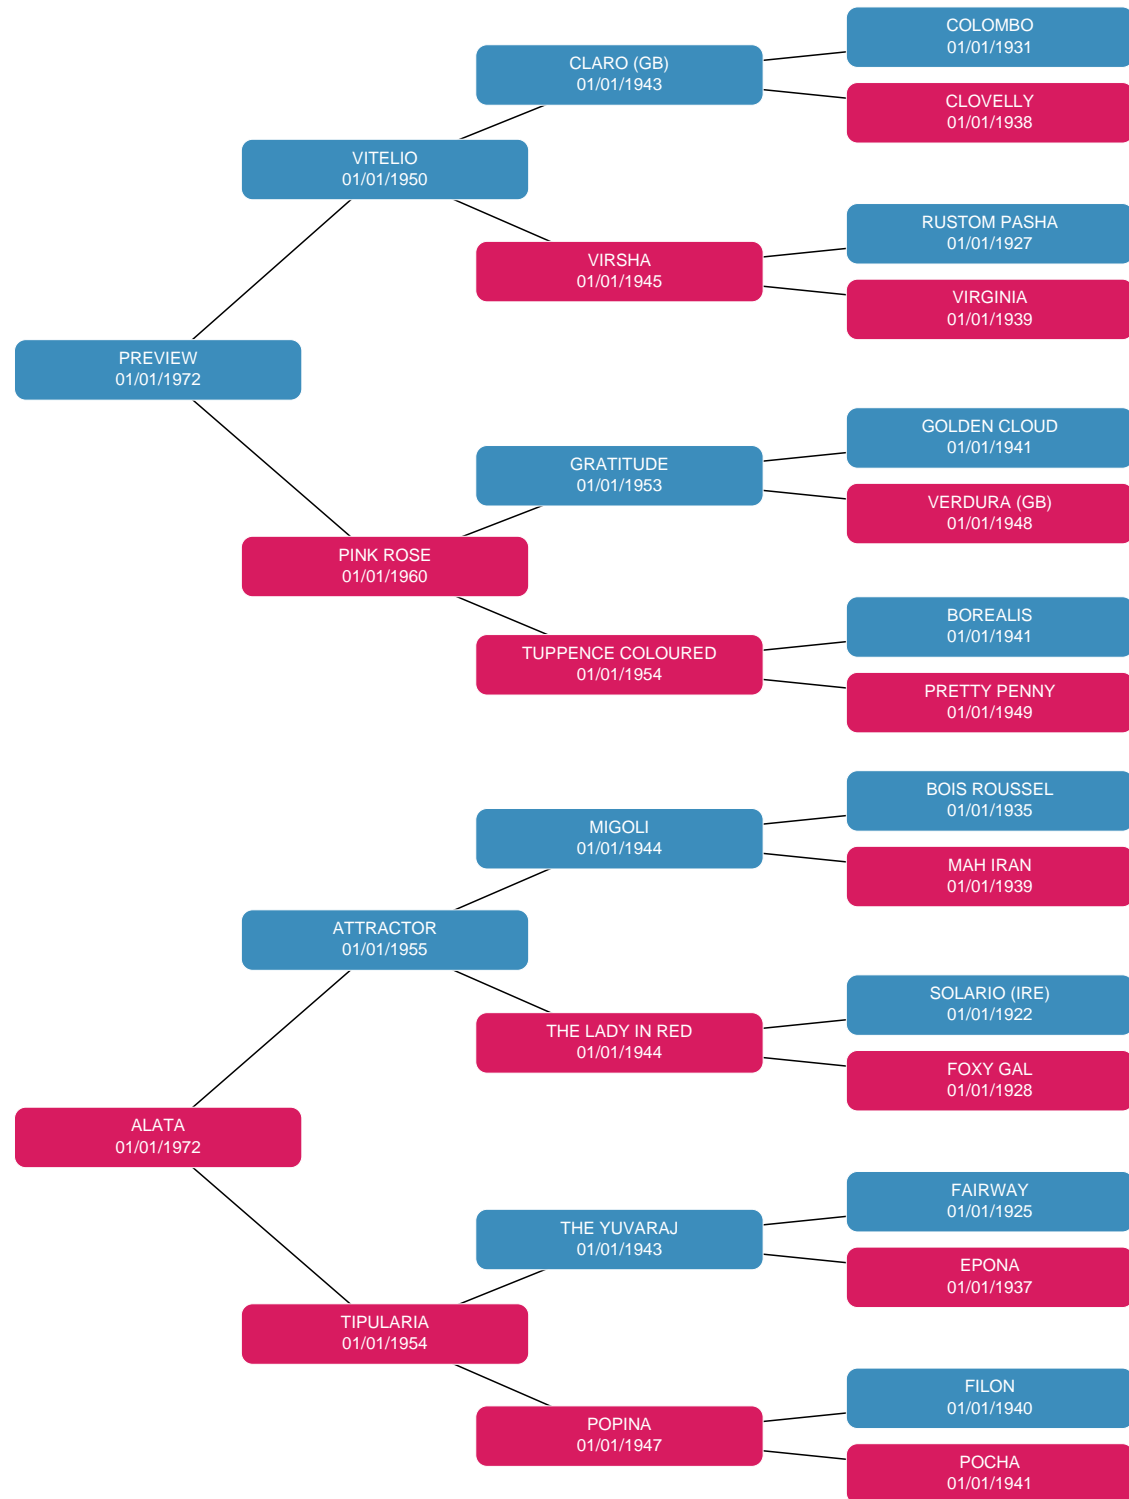 COLOMBO
01/01/1931
CLARO (GB)
01/01/1943
CLOVELLY
01/01/1938
VITELIO
01/01/1950
RUSTOM PASHA
01/01/1927
VIRSHA
01/01/1945
VIRGINIA
01/01/1939
PREVIEW
01/01/1972
GOLDEN CLOUD
01/01/1941
GRATITUDE
01/01/1953
VERDURA (GB)
01/01/1948
PINK ROSE
01/01/1960
BOREALIS
01/01/1941
TUPPENCE COLOURED
01/01/1954
PRETTY PENNY
01/01/1949
BOIS ROUSSEL
01/01/1935
MIGOLI
01/01/1944
MAH IRAN
01/01/1939
ATTRACTOR
01/01/1955
SOLARIO (IRE)
01/01/1922
THE LADY IN RED
01/01/1944
FOXY GAL
01/01/1928
ALATA
01/01/1972
FAIRWAY
01/01/1925
THE YUVARAJ
01/01/1943
EPONA
01/01/1937
TIPULARIA
01/01/1954
FILON
01/01/1940
POPINA
01/01/1947
POCHA
01/01/1941